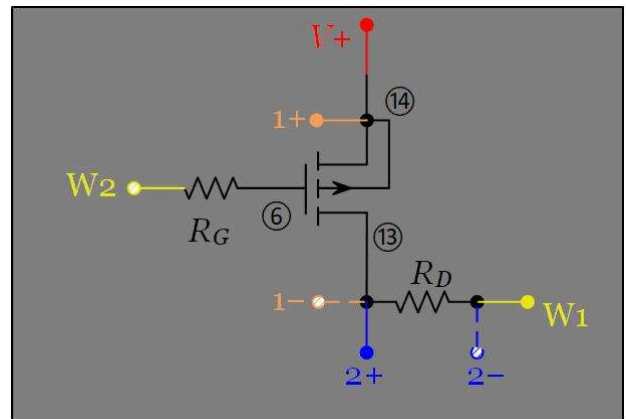 V+
1+
⑭
W2
R_G
⑥
⑬
1-
R_D
W1
2+
2-